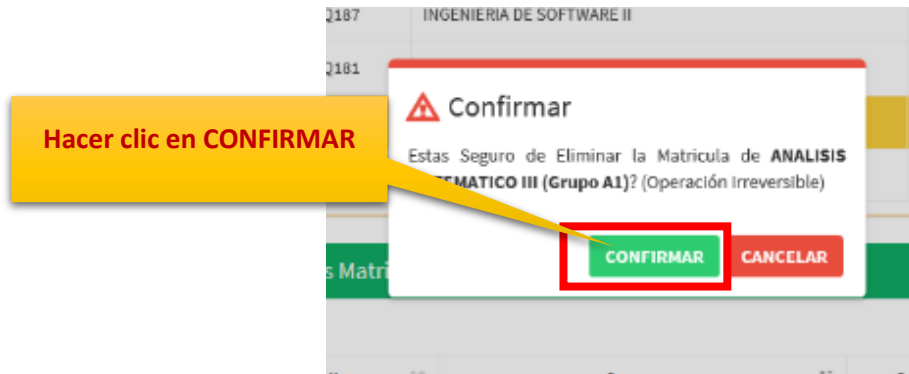 Q187 INGENIERIA DE SOFTWARE II
Q181
Confirmar
Hacer clic en CONFIRMAR
Estas Seguro de Eliminar la Matricula de ANALISIS
TEMATICO III (Grupo A1)? (Operación Irreversible)
CONFIRMAR CANCELAR
s Matri